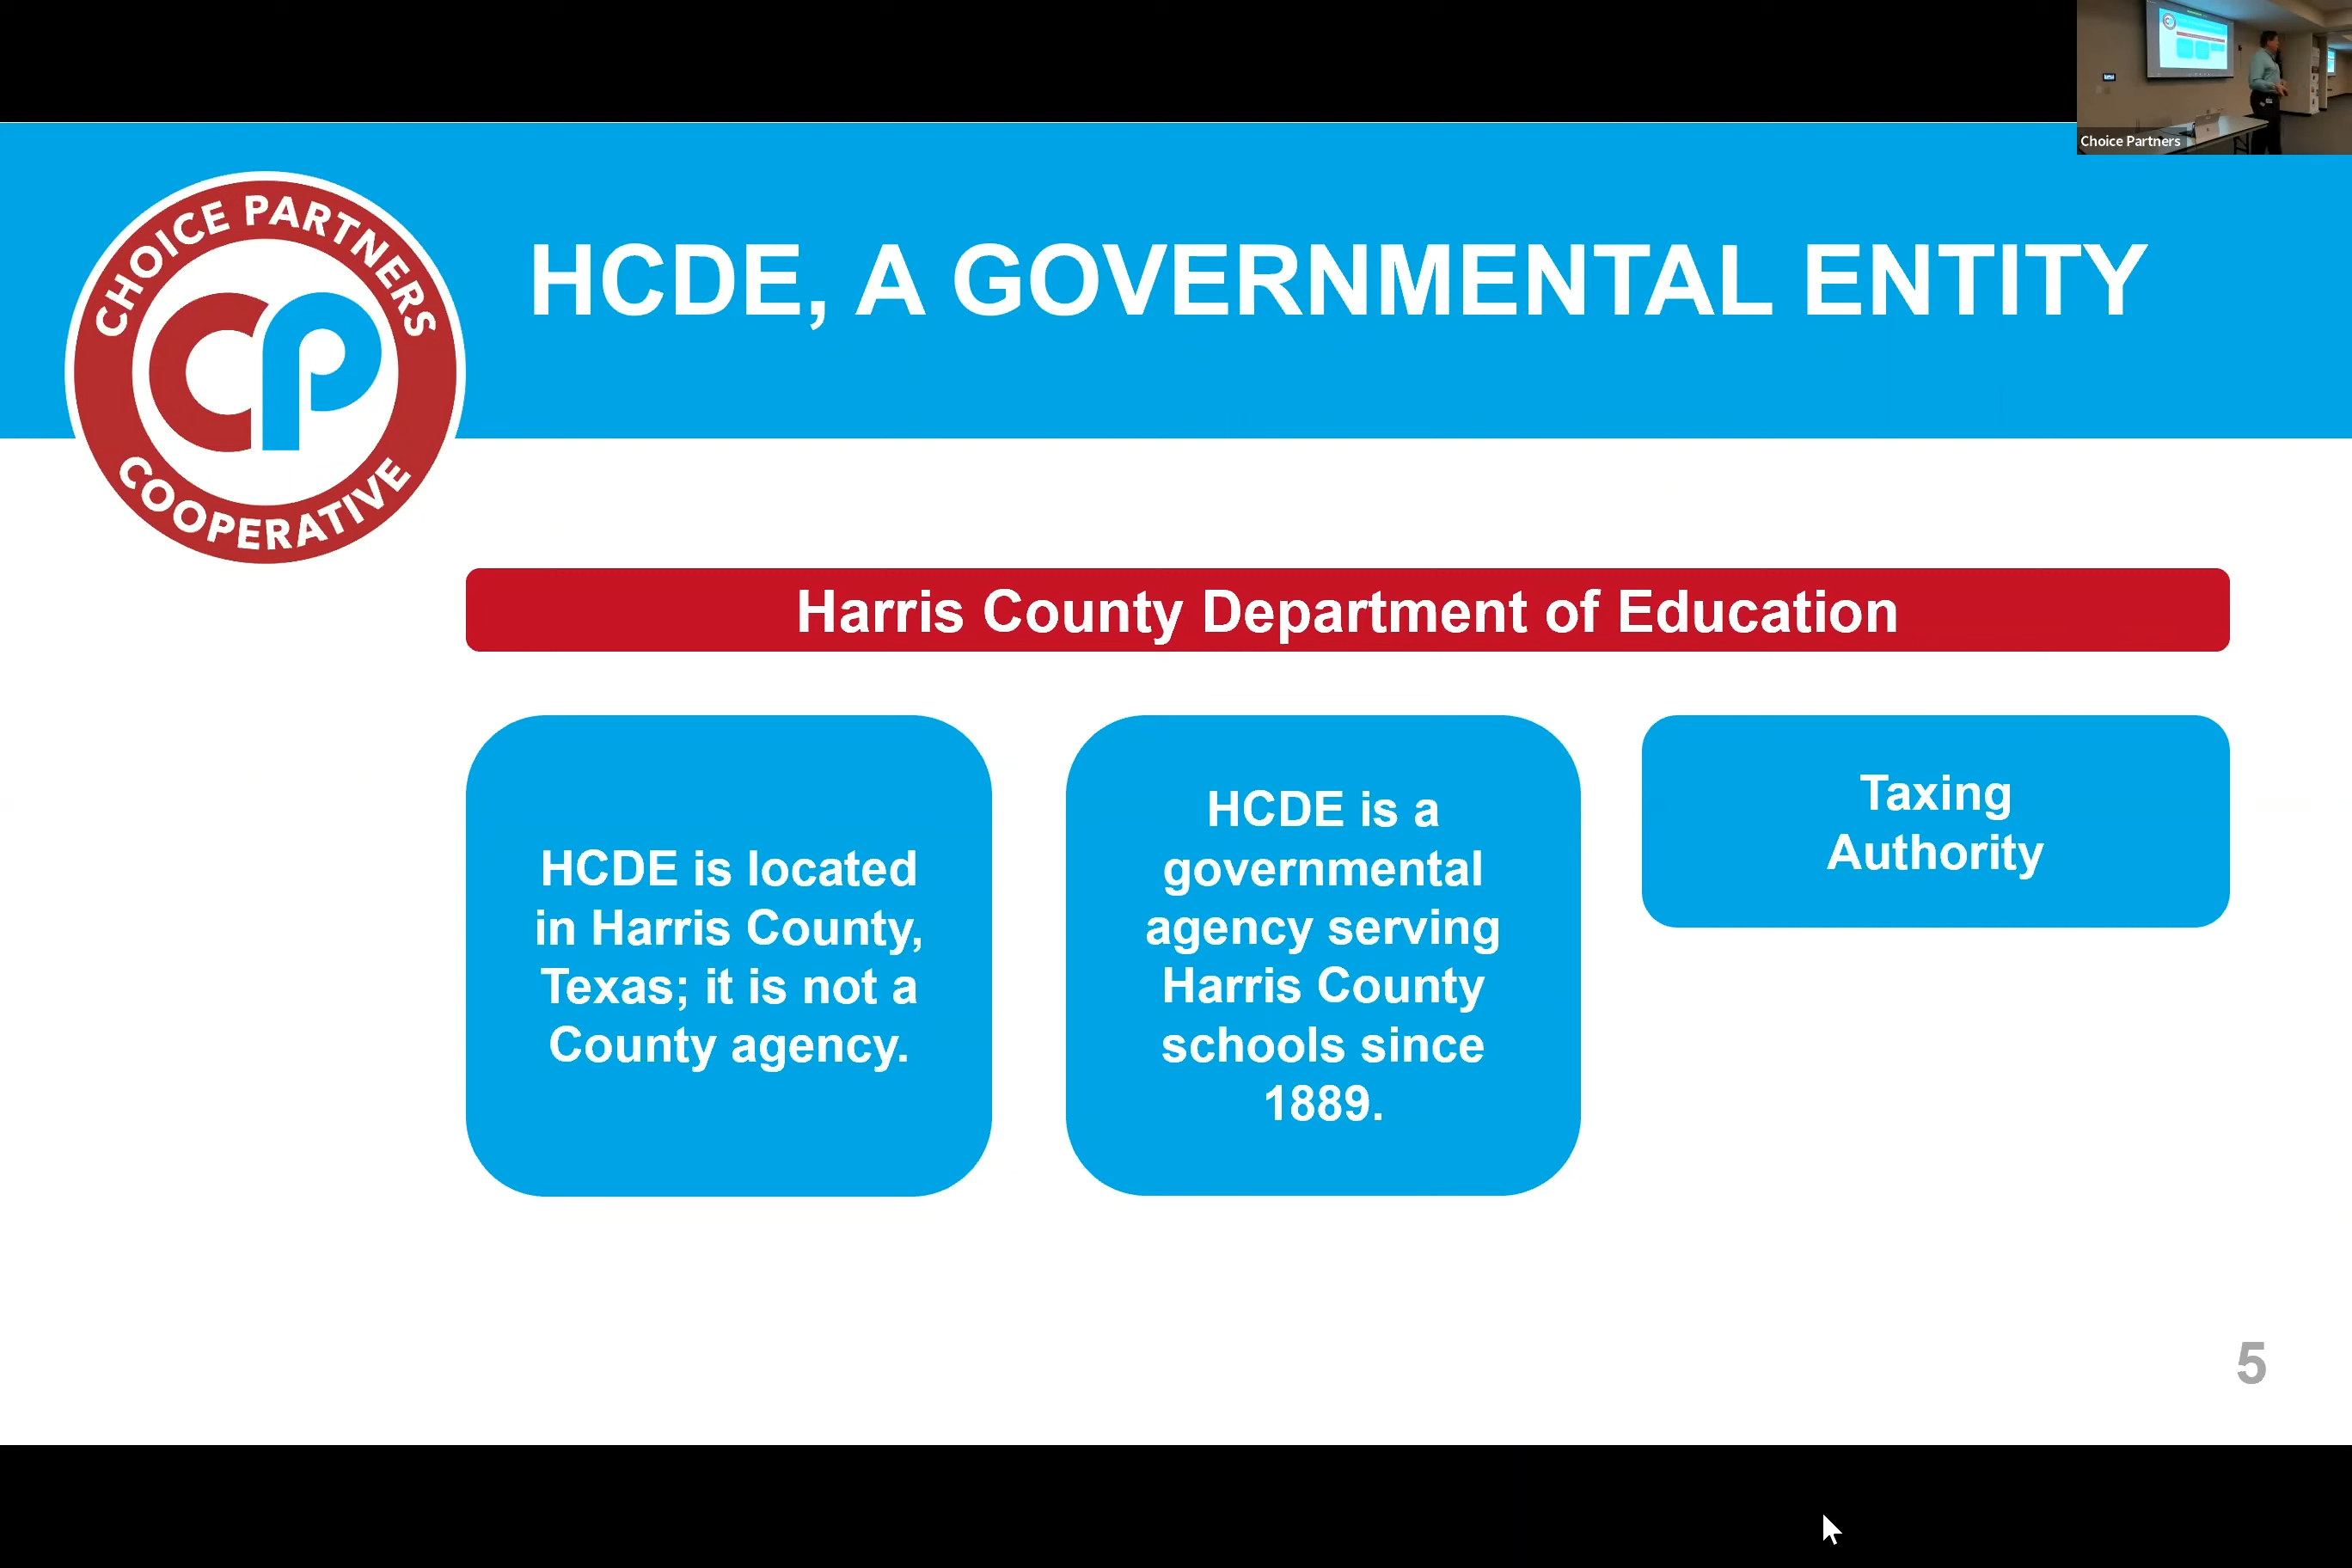 Choice Partners
CHOICE PARTNERS
CP
COOPERATIVE
HCDE, A GOVERNMENTAL ENTITY
Harris County Department of Education
HCDE is located
in Harris County,
Texas; it is not a
County agency.
HCDE is a
governmental
agency serving
Harris County
schools since
1889.
Taxing
Authority
5